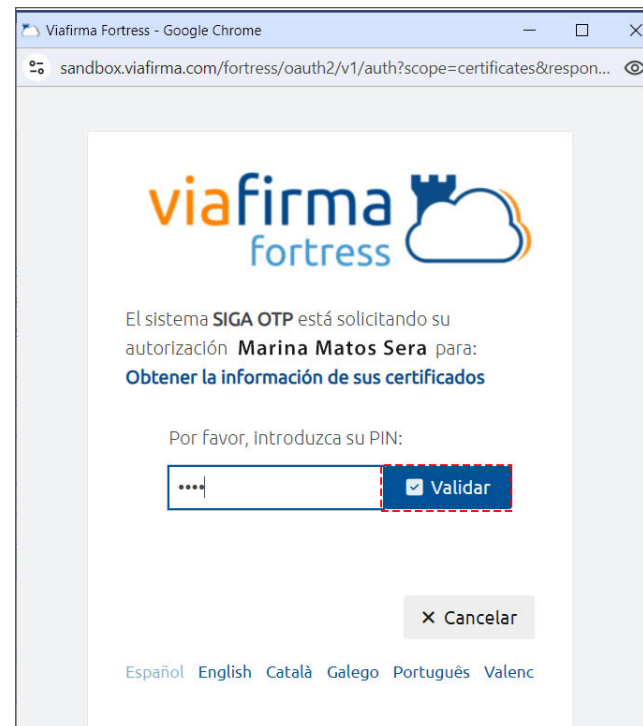 Viafirma Fortress - Google Chrome
sandbox.viafirma.com/fortress/oauth2/v1/auth?scope=certificates&respon...
viafirma
fortress
El sistema SIGA OTP está solicitando su
autorización Marina Matos Sera para:
Obtener la información de sus certificados
Por favor, introduzca su PIN:
••••
Validar
Cancelar
Español English Català Galego Português Valenc